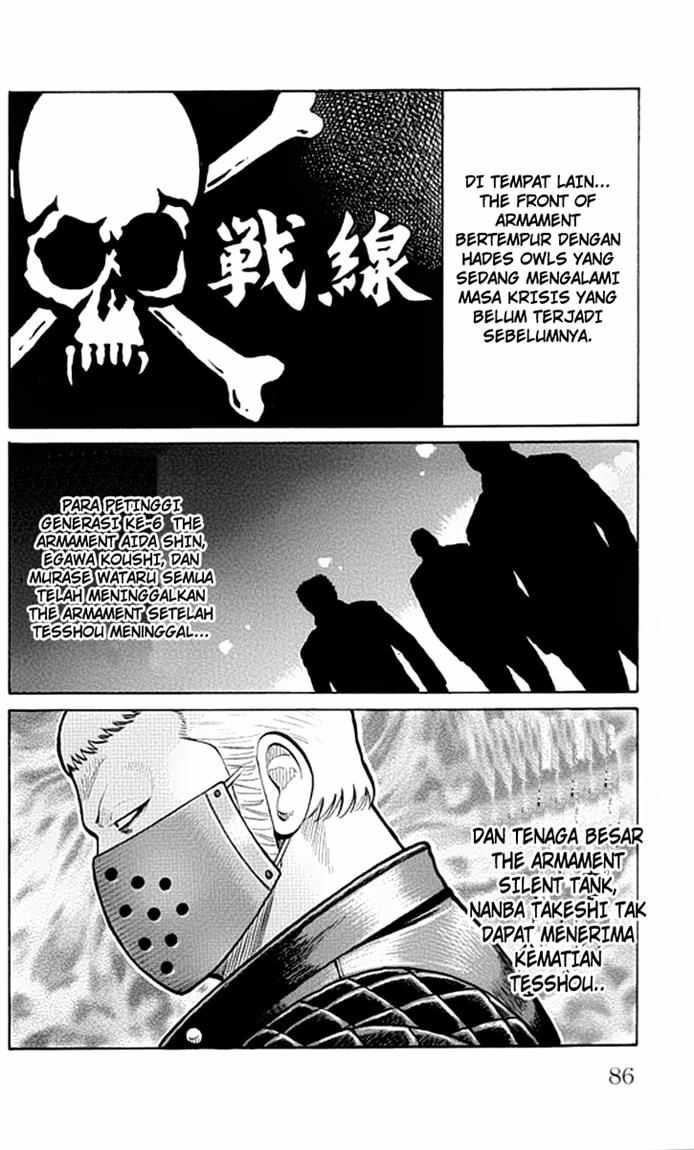 戦線
DI TEMPAT LAIN...
THE FRONT OF
ARMAMENT
BERTEMPUR DENGAN
HADES OWLS YANG
SEDANG MENGALAMI
MASA KRISIS YANG
BELUM TERJADI
SEBELUMNYA.
PARA PETINGGI
GENERASI KE-6 THE
ARMAMENT AIDA SHIN,
EGAWA KOUSHI, DAN
MURASE WATARU SEMUA
TELAH MENINGGALKAN
THE ARMAMENT SETELAH
TESSHOU MENINGGAL...
DAN TENAGA BESAR
THE ARMAMENT
SILENT TANK,
NANBA TAKESHI TAK
DAPAT MENERIMA
KEMATIAN
TESSHOU..
86